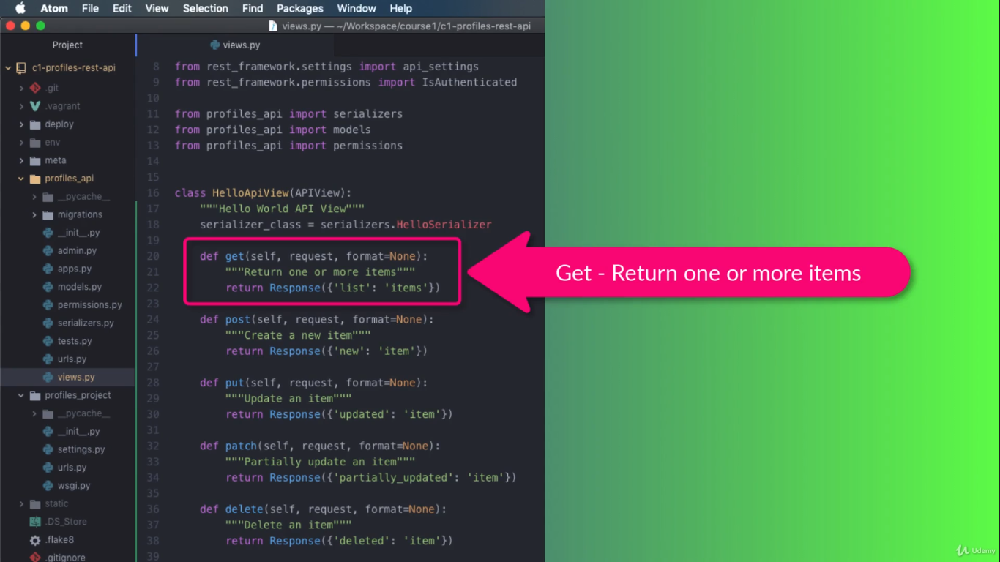 Atom File Edit View Selection Find Packages Window Help
views.py — ~/Workspace/course1/c1-profiles-rest-api
Project
views.py
c1-profiles-rest-api
.git
.vagrant
deploy
env
meta
profiles_api
__pycache__
migrations
__init__.py
admin.py
apps.py
models.py
permissions.py
serializers.py
tests.py
urls.py
views.py
profiles_project
__pycache__
__init__.py
settings.py
urls.py
wsgi.py
static
.DS_Store
.flake8
.gitignore
8 from rest_framework.settings import api_settings
9 from rest_framework.permissions import IsAuthenticated
10
11 from profiles_api import serializers
12 from profiles_api import models
13 from profiles_api import permissions
14
15
16 class HelloApiView(APIView):
17 """Hello World API View"""
18 serializer_class = serializers.HelloSerializer
19
20 def get(self, request, format=None):
21 """Return one or more items"""
22 return Response({'list': 'items'})
23
24 def post(self, request, format=None):
25 """Create a new item"""
26 return Response({'new': 'item'})
27
28 def put(self, request, format=None):
29 """Update an item"""
30 return Response({'updated': 'item'})
31
32 def patch(self, request, format=None):
33 """Partially update an item"""
34 return Response({'partially_updated': 'item'})
35
36 def delete(self, request, format=None):
37 """Delete an item"""
38 return Response({'deleted': 'item'})
39
Get - Return one or more items
Udemy